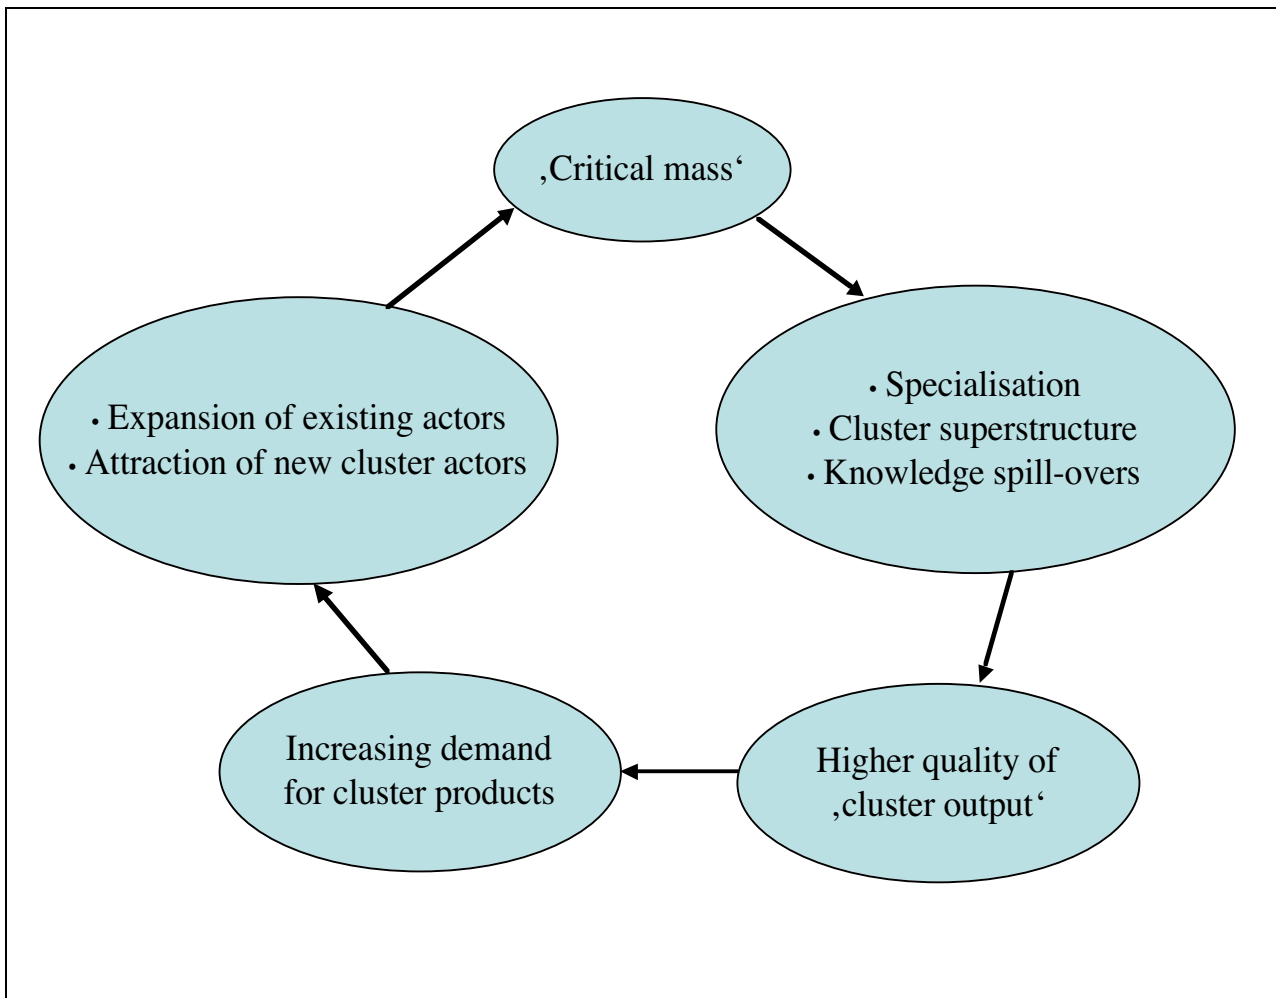 ‚Critical mass‘
• Specialisation
• Cluster superstructure
• Knowledge spill-overs
Higher quality of
‚cluster output‘
Increasing demand
for cluster products
• Expansion of existing actors
• Attraction of new cluster actors